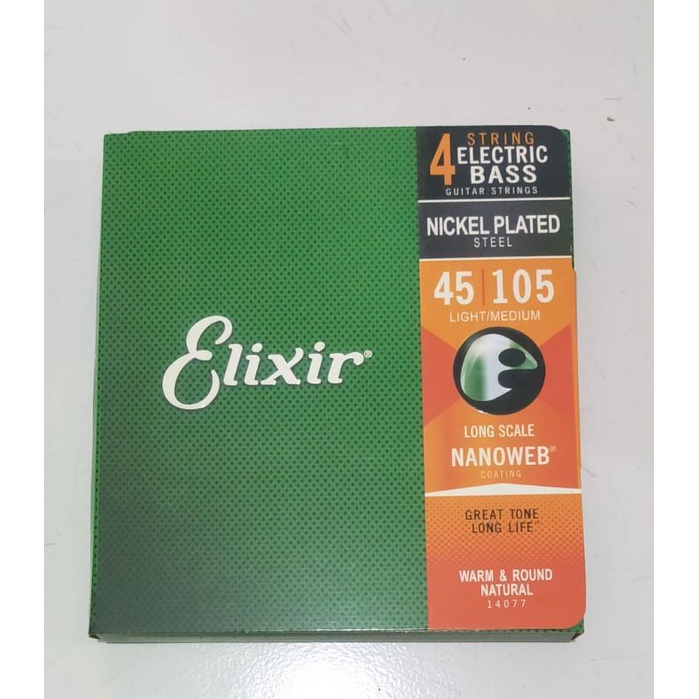 4 STRING
ELECTRIC
BASS
GUITAR STRINGS
NICKEL PLATED
STEEL
45 | 105
LIGHT/MEDIUM
Elixir®
LONG SCALE
NANOWEB®
COATING
GREAT TONE
LONG LIFE™
WARM & ROUND
NATURAL
14077